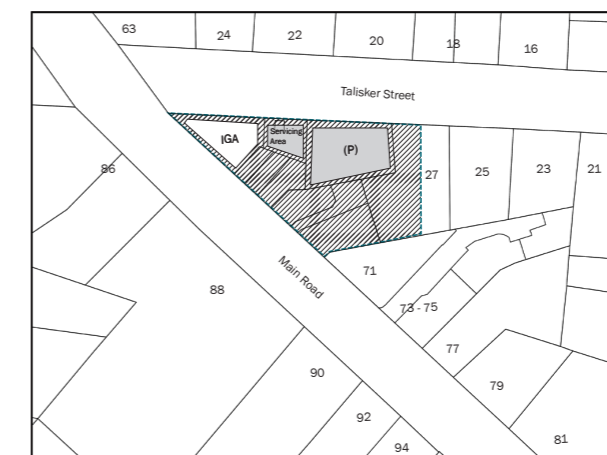 63
24
22
20
18
16
Talisker Street
IGA
Servicing
Area
(P)
27
25
23
21
86
88
Main Road
71
73 - 75
77
79
81
90
92
94